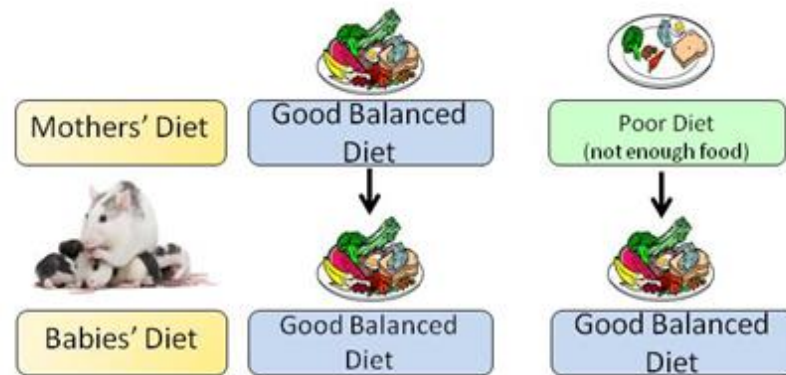 Mothers' Diet
Good Balanced
Diet
Poor Diet
(not enough food)
Babies' Diet
Good Balanced
Diet
Good Balanced
Diet